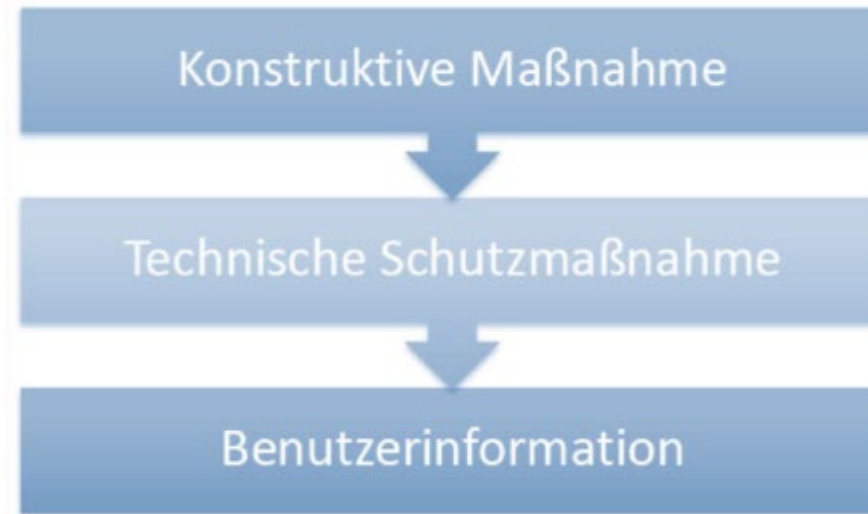 Konstruktive Maßnahme
Technische Schutzmaßnahme
Benutzerinformation